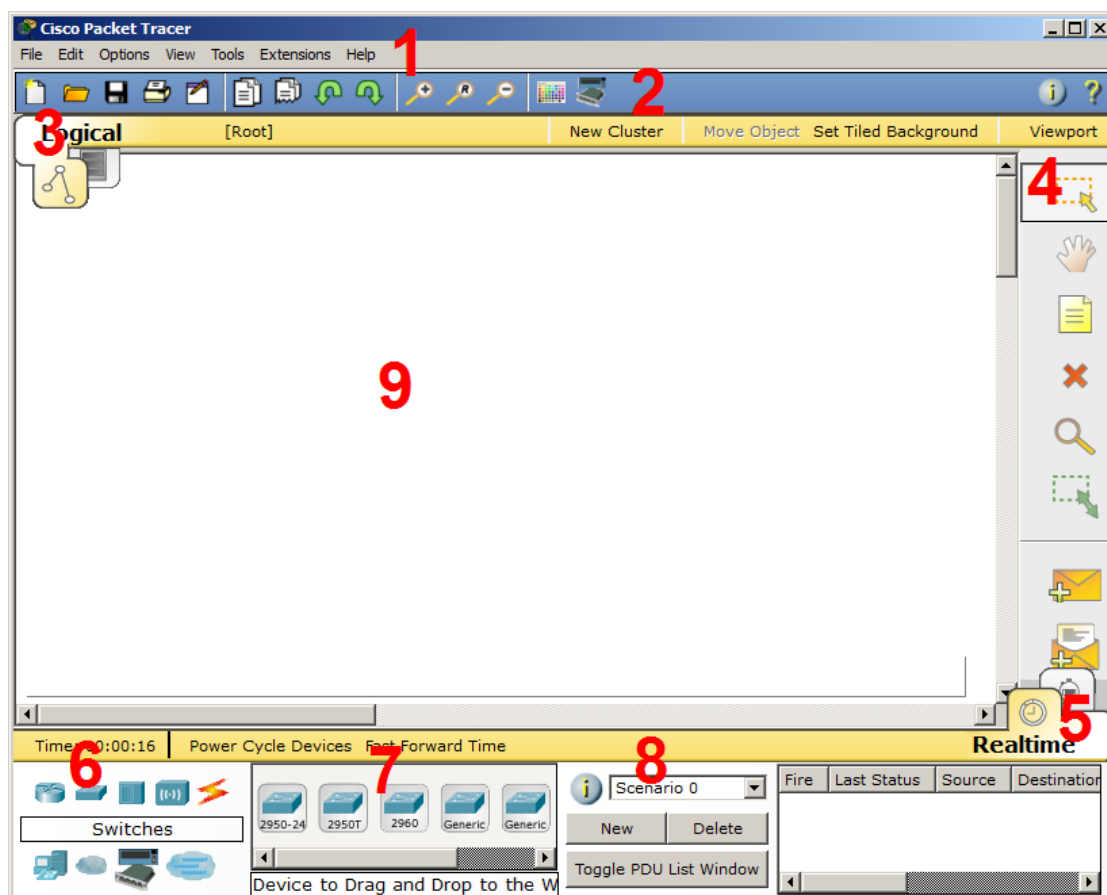 Cisco Packet Tracer
File Edit Options View Tools Extensions Help
1
2
3
Logical [Root] New Cluster Move Object Set Tiled Background Viewport
4
9
5
Time: 00:00:16 Power Cycle Devices Fast Forward Time Realtime
6
7
8
Switches
2950-24 2950T 2960 Generic Generic
Device to Drag and Drop to the W
Scenario 0
New Delete
Toggle PDU List Window
Fire Last Status Source Destination